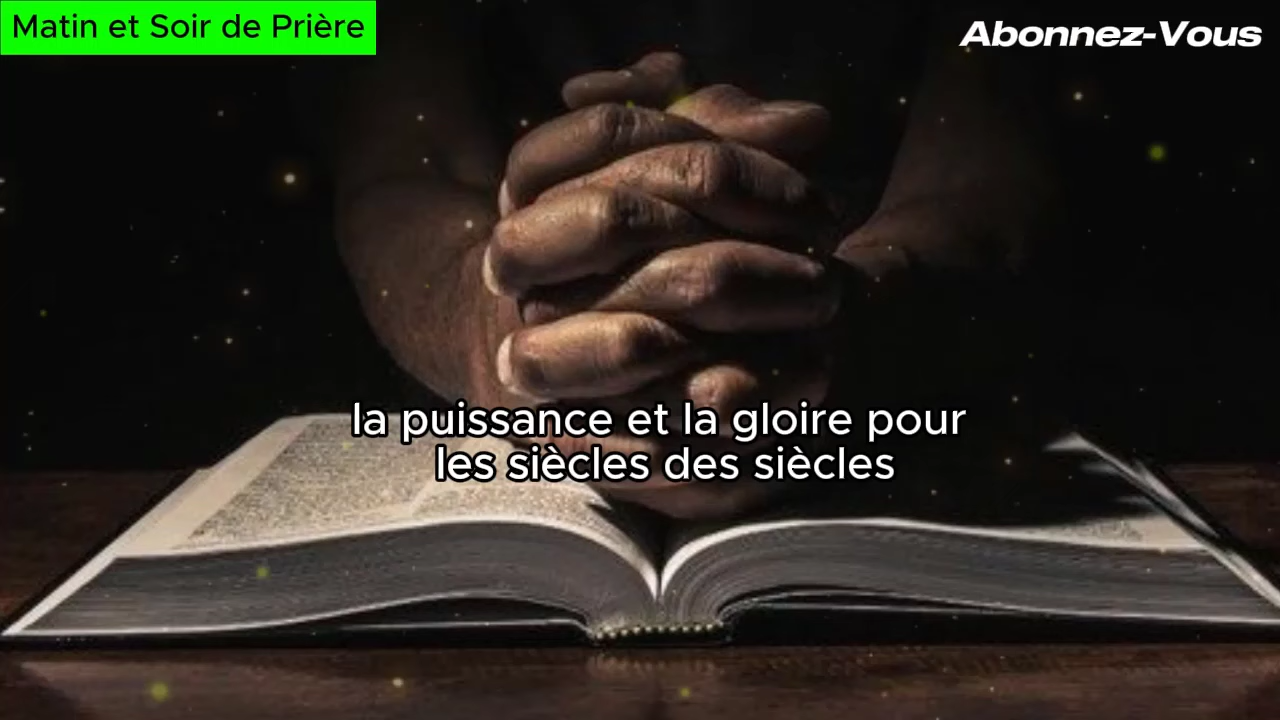 Matin et Soir de Prière
Abonnez-Vous
la puissance et la gloire pour
les siècles des siècles